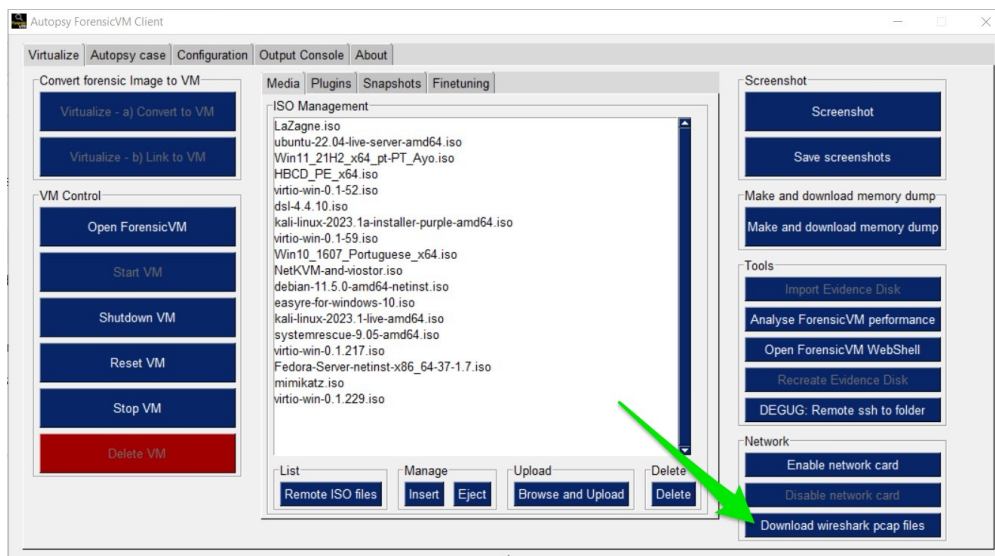 Autopsy ForensicVM Client
Virtualize Autopsy case Configuration Output Console About
Convert forensic Image to VM
Virtualize - a) Convert to VM
Virtualize - b) Link to VM
VM Control
Open ForensicVM
Start VM
Shutdown VM
Reset VM
Stop VM
Delete VM
Media Plugins Snapshots Finetuning
ISO Management
LaZagne.iso
ubuntu-22.04-live-server-amd64.iso
Win11_21H2_x64_pt-PT_Ayo.iso
HBCD_PE_x64.iso
virtio-win-0.1-52.iso
dsl-4.4.10.iso
kali-linux-2023.1a-installer-purple-amd64.iso
virtio-win-0.1-59.iso
Win10_1607_Portuguese_x64.iso
NetKVM-and-viostor.iso
debian-11.5.0-amd64-netinst.iso
easyre-for-windows-10.iso
kali-linux-2023.1-live-amd64.iso
systemrescue-9.05-amd64.iso
virtio-win-0.1.217.iso
Fedora-Server-netinst-x86_64-37-1.7.iso
mimikatz.iso
virtio-win-0.1.229.iso
List Manage Upload Delete
Remote ISO files Insert Eject Browse and Upload Delete
Screenshot
Screenshot
Save screenshots
Make and download memory dump
Make and download memory dump
Tools
Import Evidence Disk
Analyse ForensicVM performance
Open ForensicVM WebShell
Recreate Evidence Disk
DEGUG: Remote ssh to folder
Network
Enable network card
Disable network card
Download wireshark pcap files